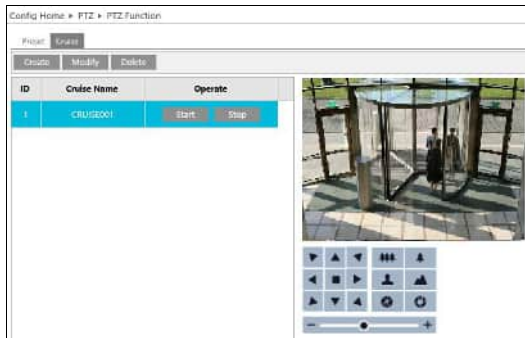 Config Home ▸ PTZ ▸ PTZ Function
Preset Cruise
Create Modify Delete
ID Cruise Name Operate
1 CRUISE001 Start Stop